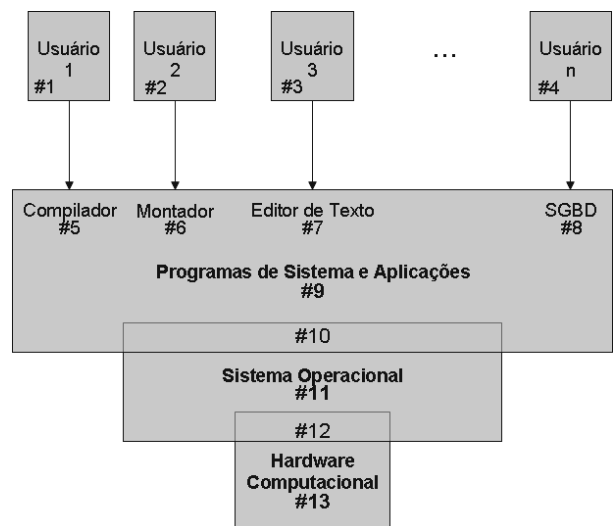 Usuário
1
#1
Usuário
2
#2
Usuário
3
#3
...
Usuário
n
#4
Compilador
#5
Montador
#6
Editor de Texto
#7
SGBD
#8
Programas de Sistema e Aplicações
#9
#10
Sistema Operacional
#11
#12
Hardware
Computacional
#13